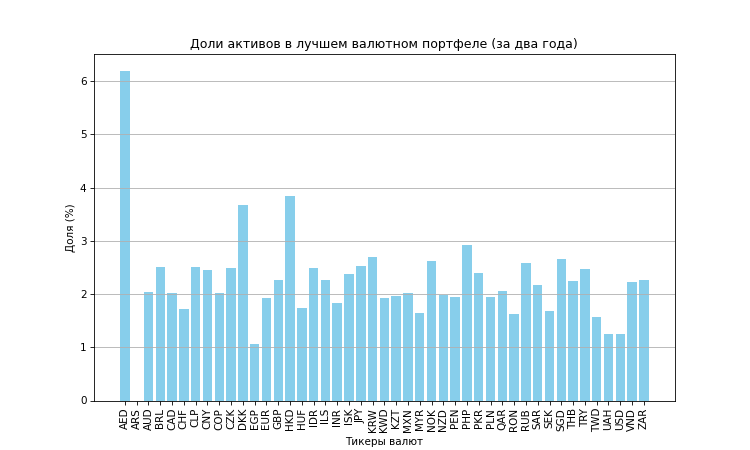 Доли активов в лучшем валютном портфеле (за два года)
Доля (%)
6
5
4
3
2
1
0
AED ARS AUD BRL CAD CHF CLP CNY COP CZK DKK EGP EUR GBP HKD HUF IDR ILS INR ISK JPY KRW KWD KZT MXN MYR NOK NZD PEN PHP PKR PLN QAR RON RUB SAR SEK SGD THB TRY TWD UAH USD VND ZAR
Тикеры валют